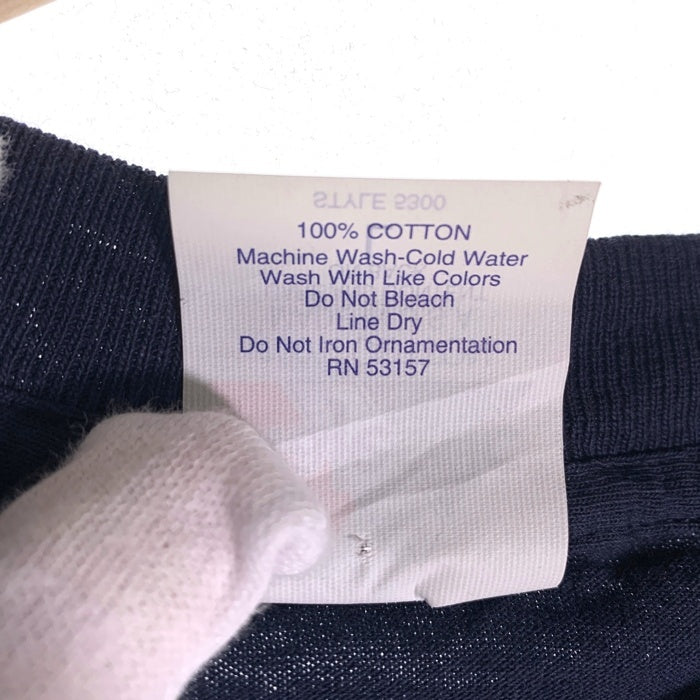 STYLE 5300
100% COTTON
Machine Wash-Cold Water
Wash With Like Colors
Do Not Bleach
Line Dry
Do Not Iron Ornamentation
RN 53157